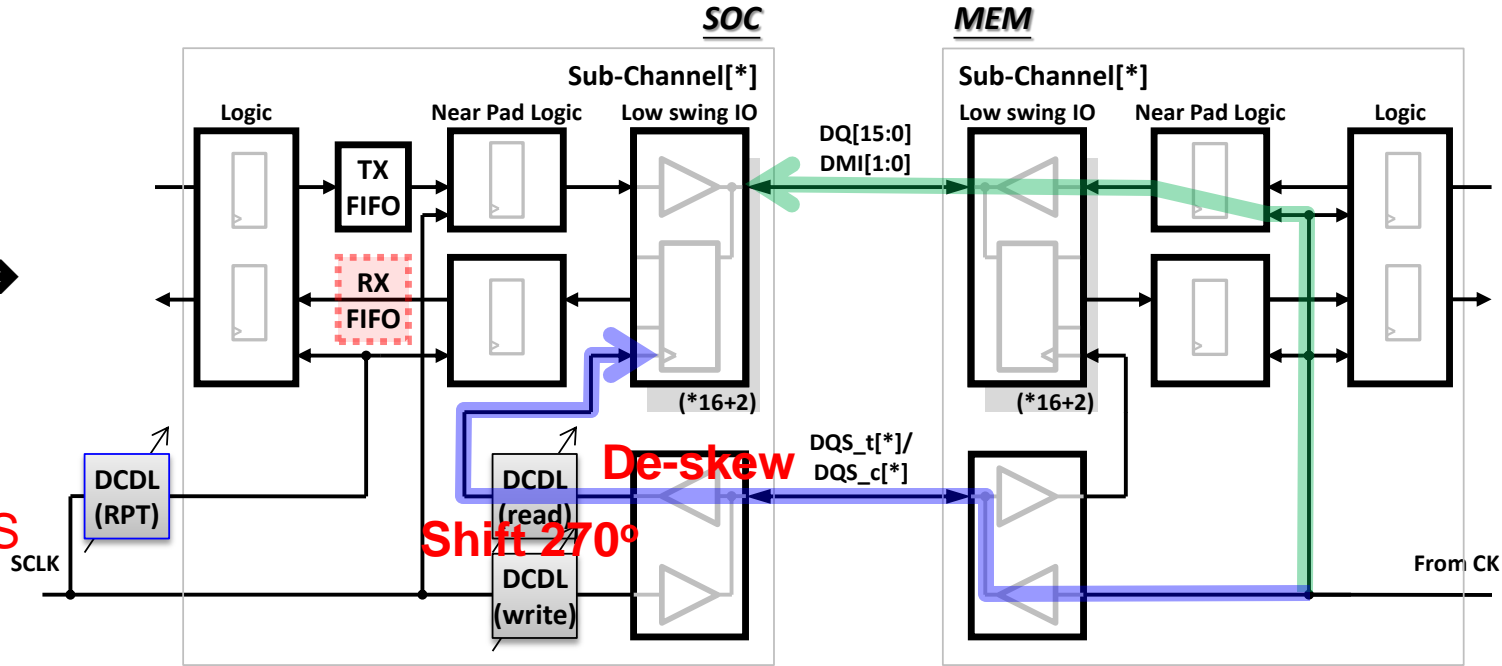 SOC
MEM
Sub-Channel[*]
Sub-Channel[*]
Logic
Near Pad Logic
Low swing IO
Low swing IO
Near Pad Logic
Logic
DQ[15:0]
DMI[1:0]
TX
FIFO
RX
FIFO
(*16+2)
(*16+2)
DQS_t[*]/
DQS_c[*]
De-skew
DCDL
(RPT)
DCDL
(read)
Shift 270°
S
SCLK
DCDL
(write)
From CK